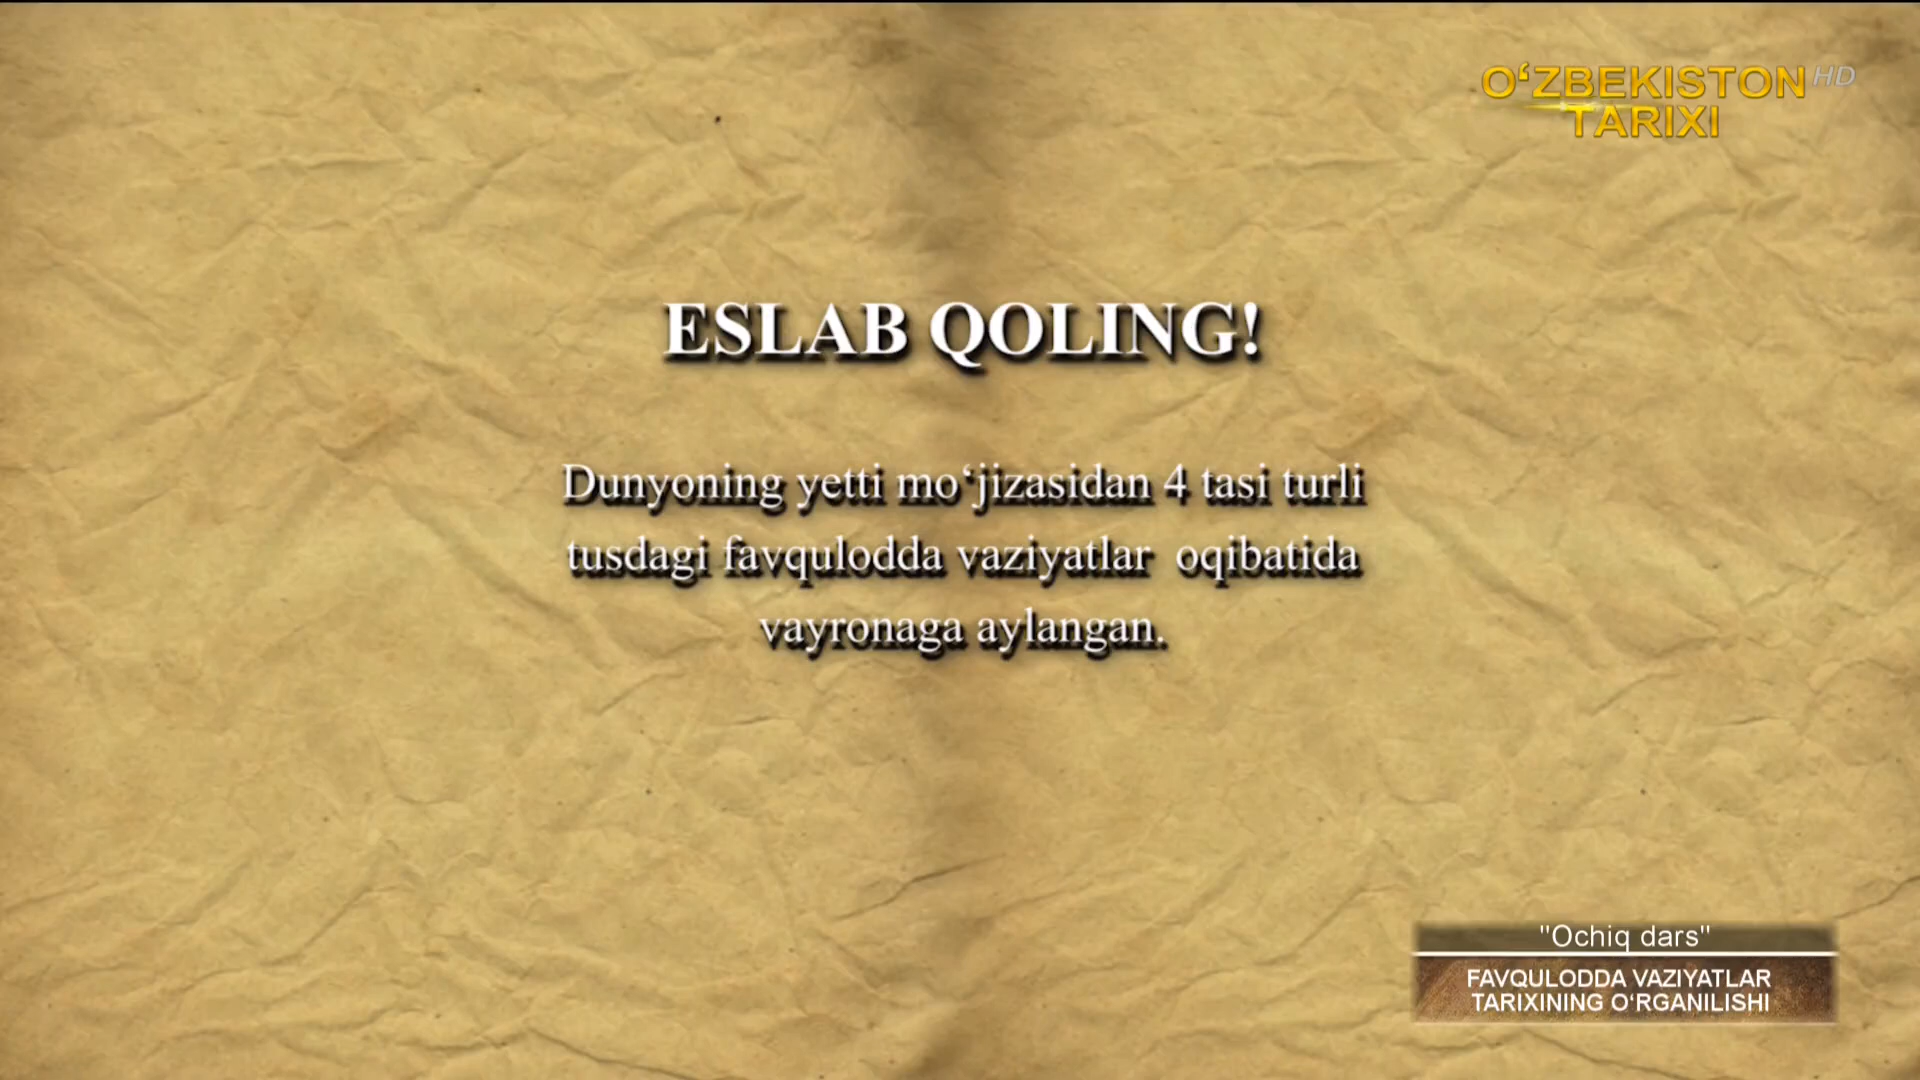 O‘ZBEKISTON HD
TARIXI
ESLAB QOLING!
Dunyoning yetti mo‘jizasidan 4 tasi turli
tusdagi favqulodda vaziyatlar oqibatida
vayronaga aylangan.
"Ochiq dars"
FAVQULODDA VAZIYATLAR
TARIXINING O‘RGANILISHI